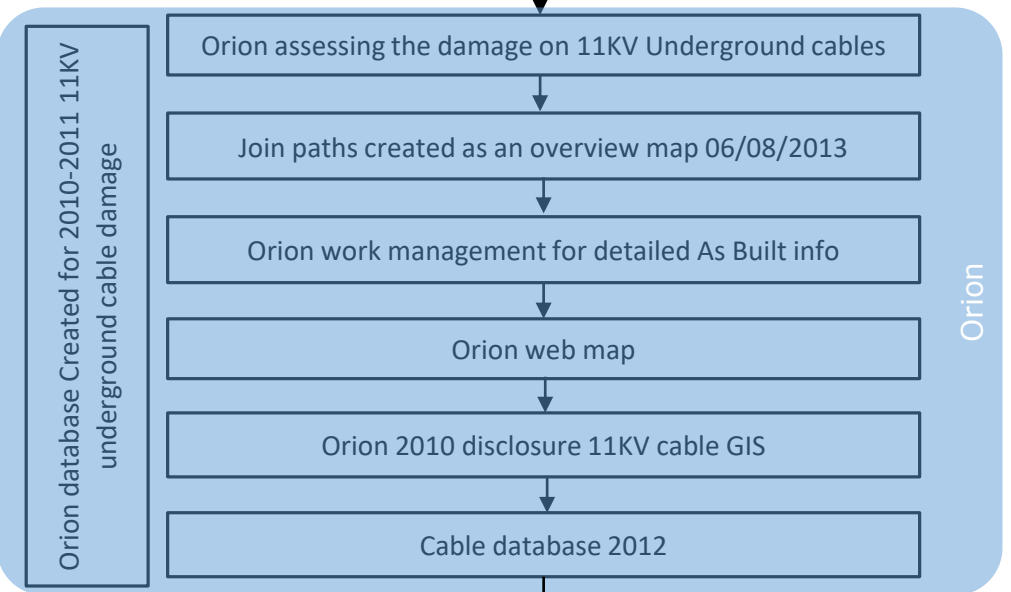 Orion database Created for 2010-2011 11KV
underground cable damage
Orion assessing the damage on 11KV Underground cables
Join paths created as an overview map 06/08/2013
Orion work management for detailed As Built info
Orion web map
Orion 2010 disclosure 11KV cable GIS
Cable database 2012
Orion